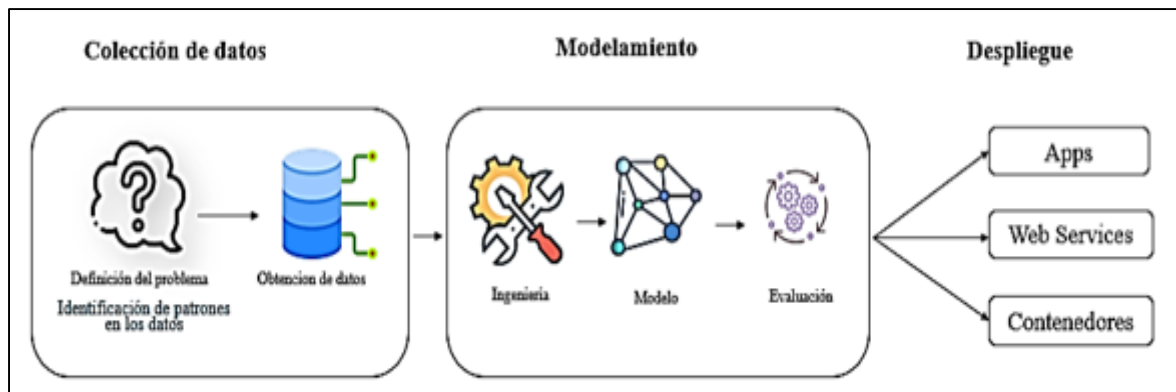 Colección de datos
Modelamiento
Despliegue
Definición del problema
Identificación de patrones
en los datos
Obtencion de datos
Ingeniería
Modelo
Evaluación
Apps
Web Services
Contenedores